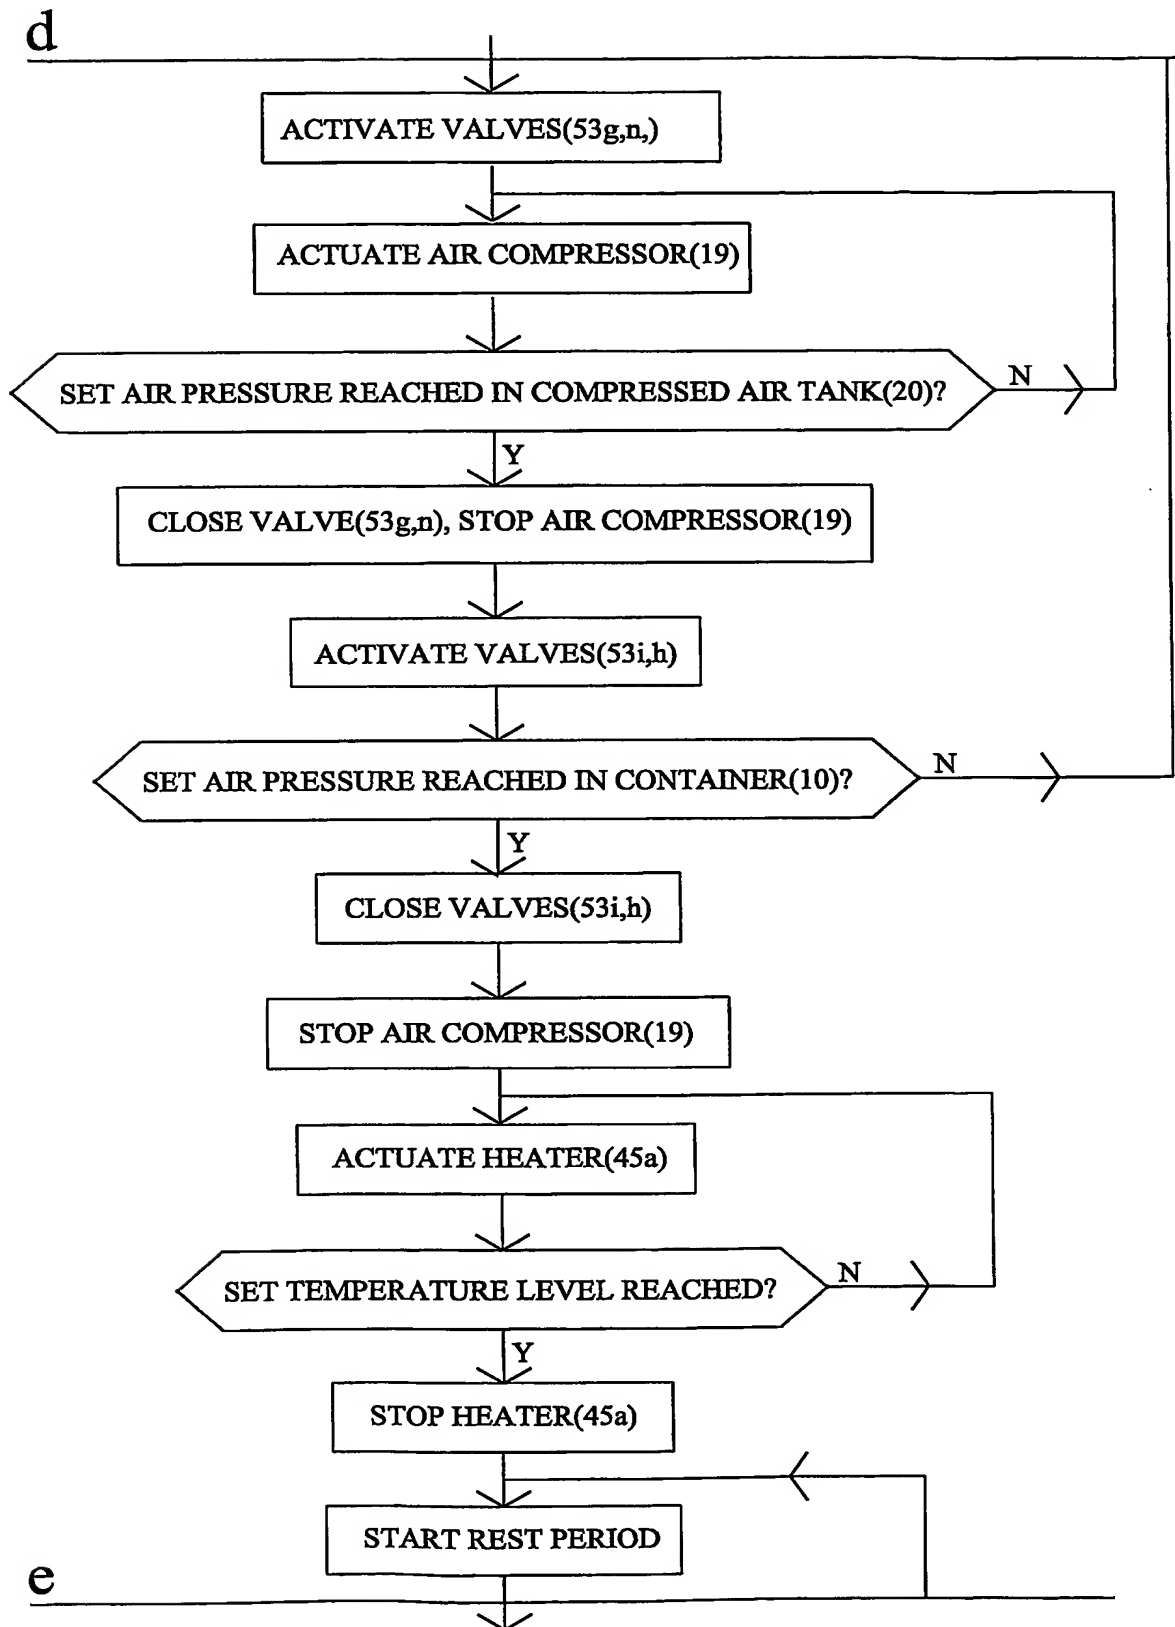 d
ACTIVATE VALVES(53g,n,)
ACTUATE AIR COMPRESSOR(19)
SET AIR PRESSURE REACHED IN COMPRESSED AIR TANK(20)?
N
Y
CLOSE VALVE(53g,n), STOP AIR COMPRESSOR(19)
ACTIVATE VALVES(53i,h)
SET AIR PRESSURE REACHED IN CONTAINER(10)?
N
Y
CLOSE VALVES(53i,h)
STOP AIR COMPRESSOR(19)
ACTUATE HEATER(45a)
SET TEMPERATURE LEVEL REACHED?
N
Y
STOP HEATER(45a)
START REST PERIOD
e